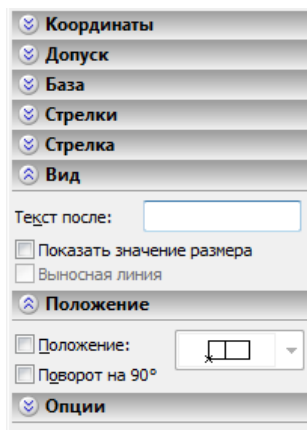 Координаты
Допуск
База
Стрелки
Стрелка
Вид
Текст после:
Показать значение размера
Выносная линия
Положение
Положение:
Поворот на 90°
Опции